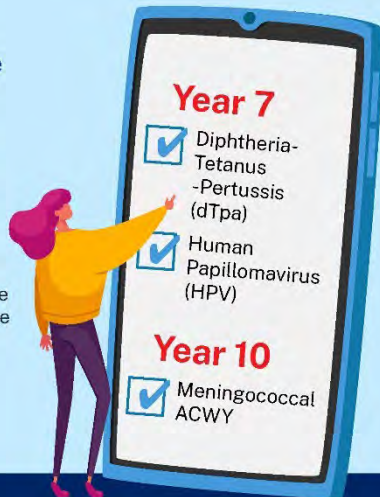 Year 7
Diphtheria-
Tetanus
-Pertussis
(dTpa)
Human
Papillomavirus
(HPV)
Year 10
Meningococcal
ACWY